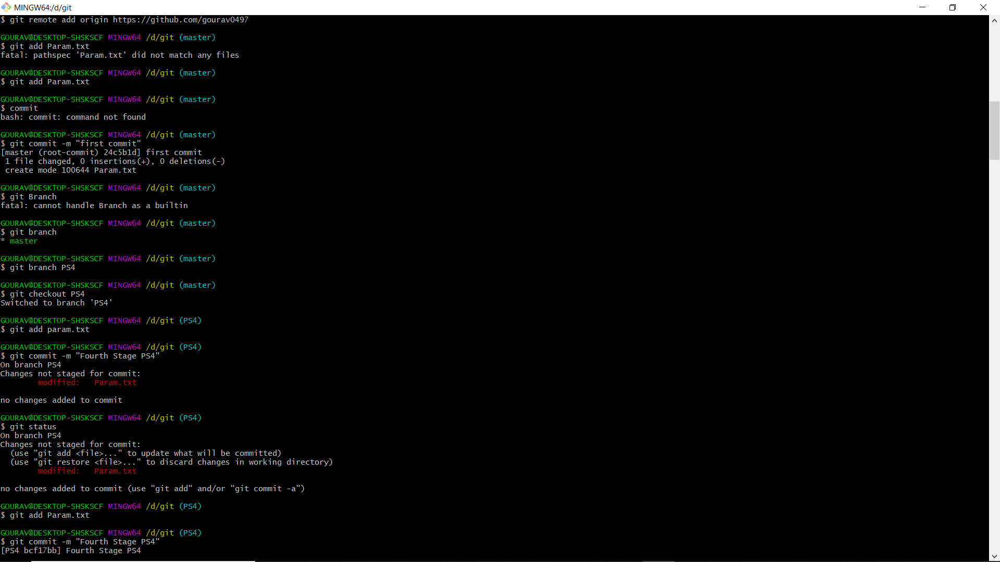 MINGW64:/d/git
$ git remote add origin https://github.com/gourav0497
GOURAV@DESKTOP-SHSKSCF MINGW64 /d/git (master)
$ git add Param.txt
fatal: pathspec 'Param.txt' did not match any files
GOURAV@DESKTOP-SHSKSCF MINGW64 /d/git (master)
$ git add Param.txt
GOURAV@DESKTOP-SHSKSCF MINGW64 /d/git (master)
$ commit
bash: commit: command not found
GOURAV@DESKTOP-SHSKSCF MINGW64 /d/git (master)
$ git commit -m "first commit"
[master (root-commit) 24c5b1d] first commit
 1 file changed, 0 insertions(+), 0 deletions(-)
 create mode 100644 Param.txt
GOURAV@DESKTOP-SHSKSCF MINGW64 /d/git (master)
$ git Branch
fatal: cannot handle Branch as a builtin
GOURAV@DESKTOP-SHSKSCF MINGW64 /d/git (master)
$ git branch
* master
GOURAV@DESKTOP-SHSKSCF MINGW64 /d/git (master)
$ git branch PS4
GOURAV@DESKTOP-SHSKSCF MINGW64 /d/git (master)
$ git checkout PS4
Switched to branch 'PS4'
GOURAV@DESKTOP-SHSKSCF MINGW64 /d/git (PS4)
$ git add param.txt
GOURAV@DESKTOP-SHSKSCF MINGW64 /d/git (PS4)
$ git commit -m "Fourth Stage PS4"
On branch PS4
Changes not staged for commit:
        modified:   Param.txt
no changes added to commit
GOURAV@DESKTOP-SHSKSCF MINGW64 /d/git (PS4)
$ git status
On branch PS4
Changes not staged for commit:
  (use "git add <file>..." to update what will be committed)
  (use "git restore <file>..." to discard changes in working directory)
        modified:   Param.txt
no changes added to commit (use "git add" and/or "git commit -a")
GOURAV@DESKTOP-SHSKSCF MINGW64 /d/git (PS4)
$ git add Param.txt
GOURAV@DESKTOP-SHSKSCF MINGW64 /d/git (PS4)
$ git commit -m "Fourth Stage PS4"
[PS4 bcf17bb] Fourth Stage PS4